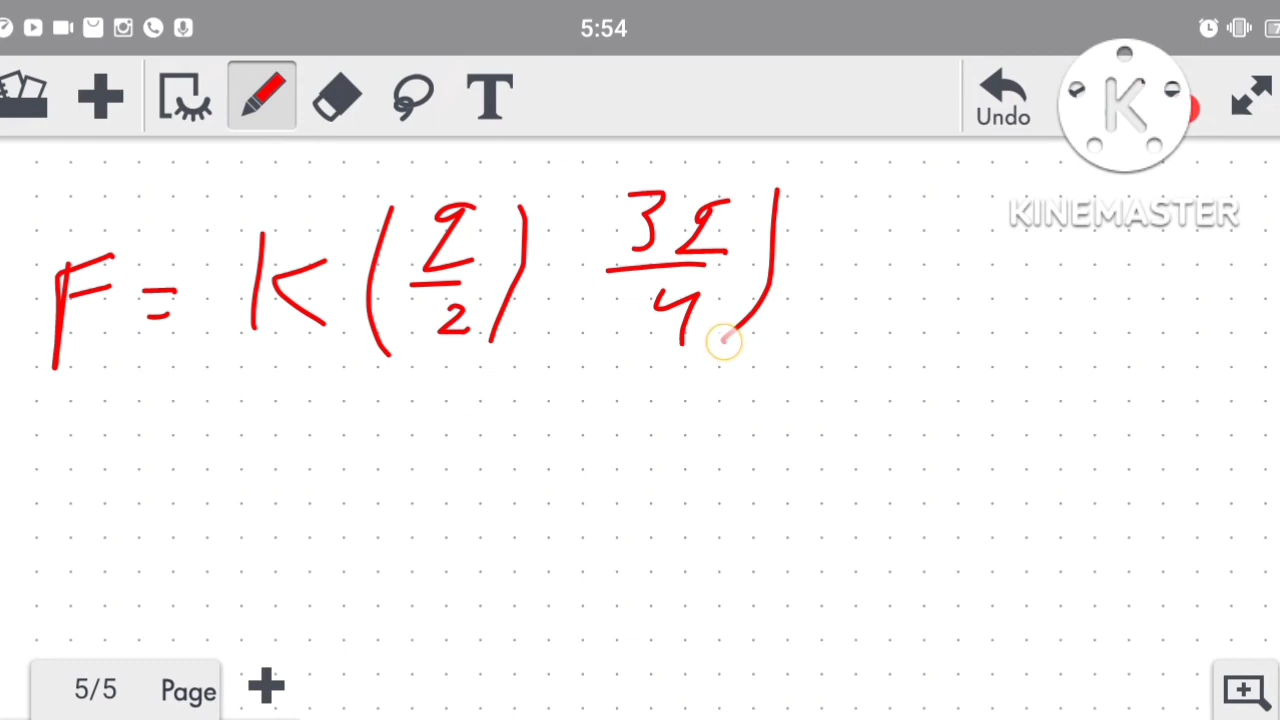 5:54
T
Undo
K
KINEMASTER
F = K (q/2) 3q/4)
5/5 Page